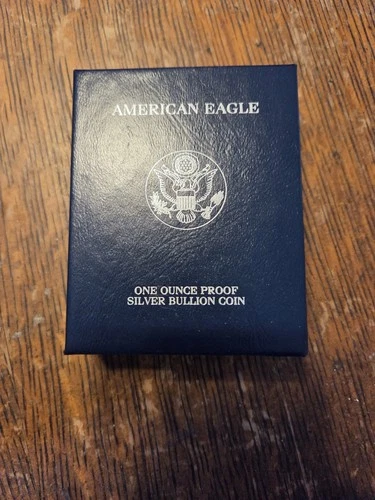 AMERICAN EAGLE
ONE OUNCE PROOF
SILVER BULLION COIN